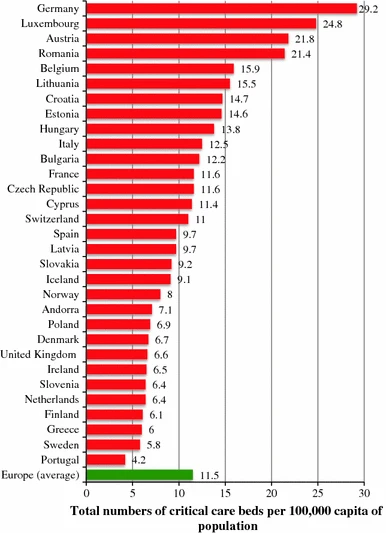 Germany 29.2
Luxembourg 24.8
Austria 21.8
Romania 21.4
Belgium 15.9
Lithuania 15.5
Croatia 14.7
Estonia 14.6
Hungary 13.8
Italy 12.5
Bulgaria 12.2
France 11.6
Czech Republic 11.6
Cyprus 11.4
Switzerland 11
Spain 9.7
Latvia 9.7
Slovakia 9.2
Iceland 9.1
Norway 8
Andorra 7.1
Poland 6.9
Denmark 6.7
United Kingdom 6.6
Ireland 6.5
Slovenia 6.4
Netherlands 6.4
Finland 6.1
Greece 6
Sweden 5.8
Portugal 4.2
Europe (average) 11.5
0 5 10 15 20 25 30
Total numbers of critical care beds per 100,000 capita of
population